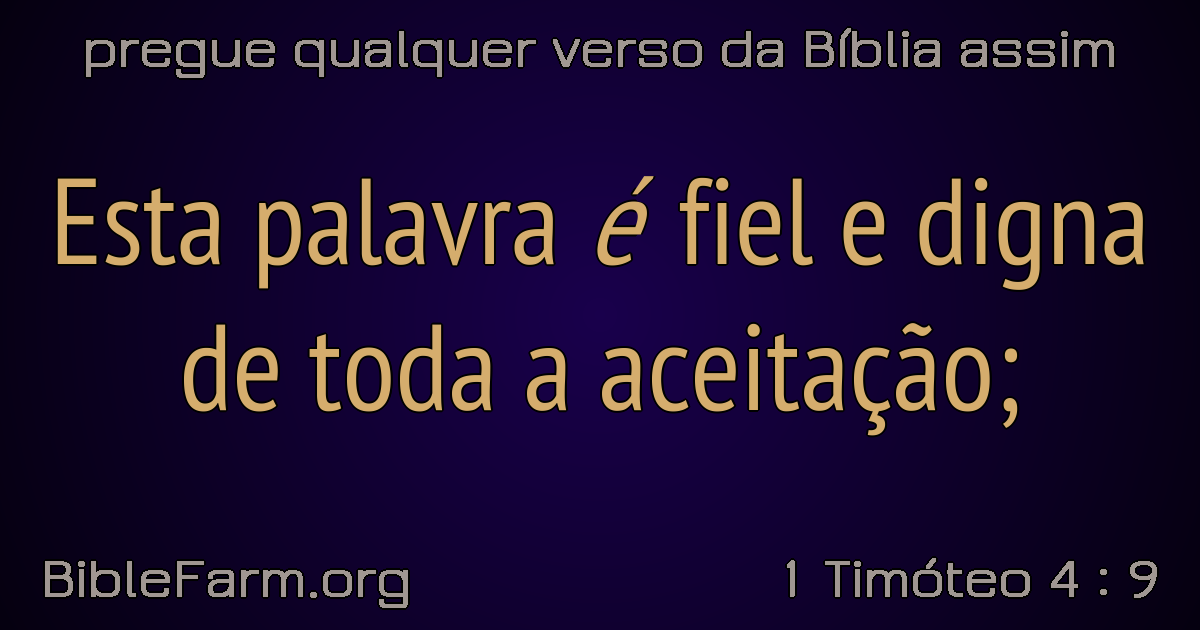 pregue qualquer verso da Bíblia assim
Esta palavra é fiel e digna
de toda a aceitação;
BibleFarm.org
1 Timóteo 4 : 9